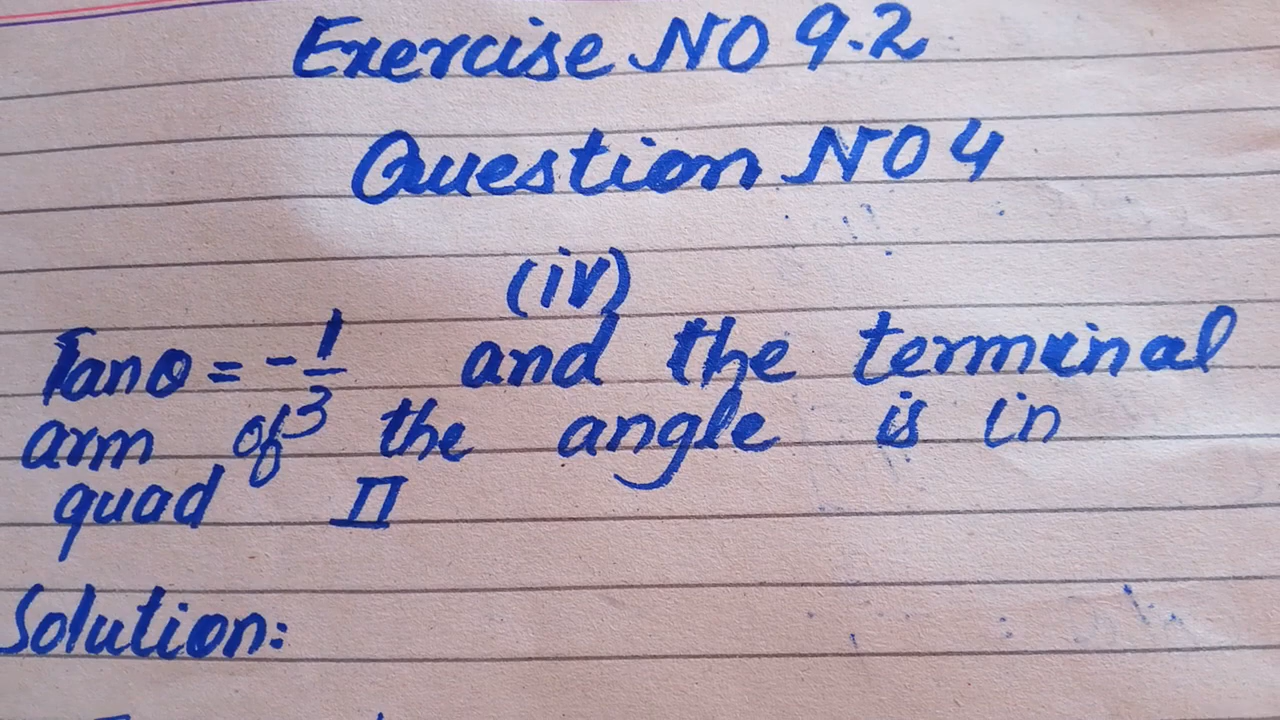 Exercise NO 9.2
Question NO 4
(iv)
Tanθ = -1/3 and the terminal
arm of the angle is in
quad II
Solution: